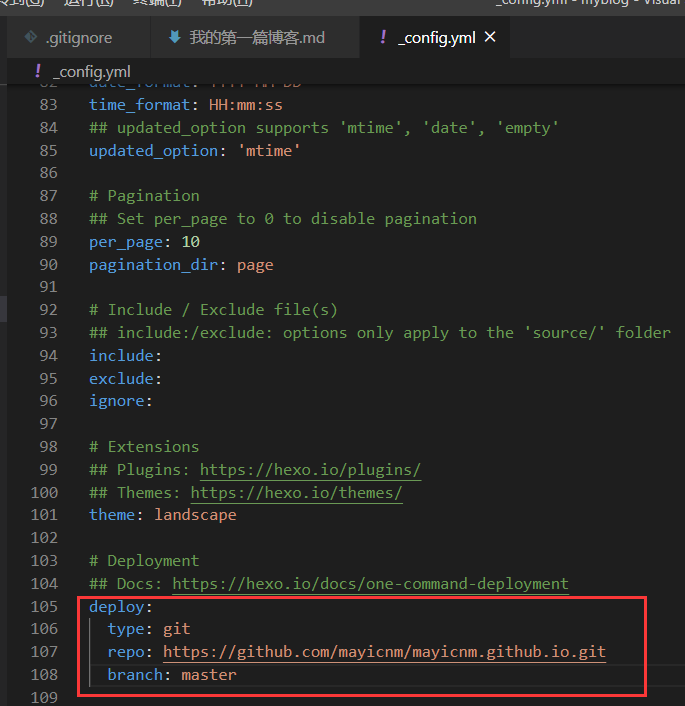 运行(R) 终端(T) 帮助(H) _config.yml - myblog - Visual
.gitignore 我的第一篇博客.md ! _config.yml ×
! _config.yml
83 time_format: HH:mm:ss
84 ## updated_option supports 'mtime', 'date', 'empty'
85 updated_option: 'mtime'
86
87 # Pagination
88 ## Set per_page to 0 to disable pagination
89 per_page: 10
90 pagination_dir: page
91
92 # Include / Exclude file(s)
93 ## include:/exclude: options only apply to the 'source/' folder
94 include:
95 exclude:
96 ignore:
97
98 # Extensions
99 ## Plugins: https://hexo.io/plugins/
100 ## Themes: https://hexo.io/themes/
101 theme: landscape
102
103 # Deployment
104 ## Docs: https://hexo.io/docs/one-command-deployment
105 deploy:
106 type: git
107 repo: https://github.com/mayicnm/mayicnm.github.io.git
108 branch: master
109